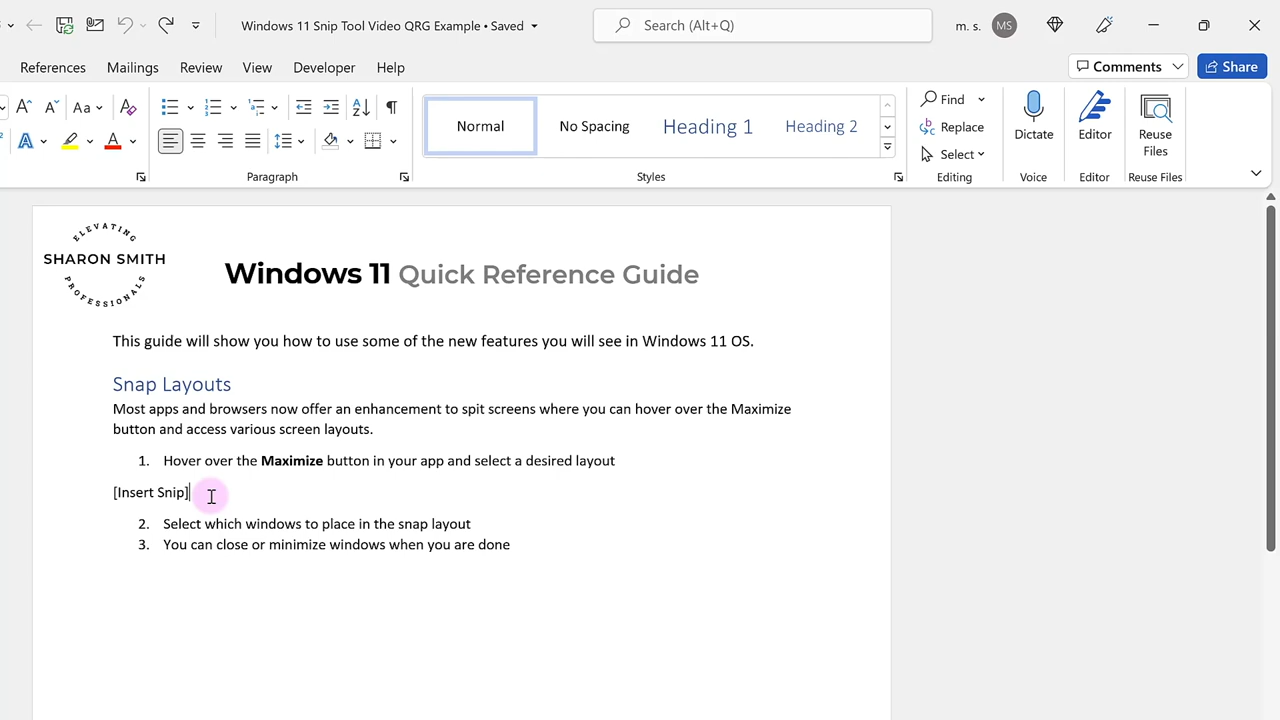 Windows 11 Snip Tool Video QRG Example • Saved
Search (Alt+Q)
m. s.
MS
References
Mailings
Review
View
Developer
Help
Comments
Share
Aa
A
A
Normal
No Spacing
Heading 1
Heading 2
Find
Replace
Select
Dictate
Editor
Reuse
Files
Paragraph
Styles
Editing
Voice
Editor
Reuse Files
ELEVATING
SHARON SMITH
PROFESSIONALS
Windows 11 Quick Reference Guide
This guide will show you how to use some of the new features you will see in Windows 11 OS.
Snap Layouts
Most apps and browsers now offer an enhancement to spit screens where you can hover over the Maximize
button and access various screen layouts.
1. Hover over the Maximize button in your app and select a desired layout
[Insert Snip]
2. Select which windows to place in the snap layout
3. You can close or minimize windows when you are done